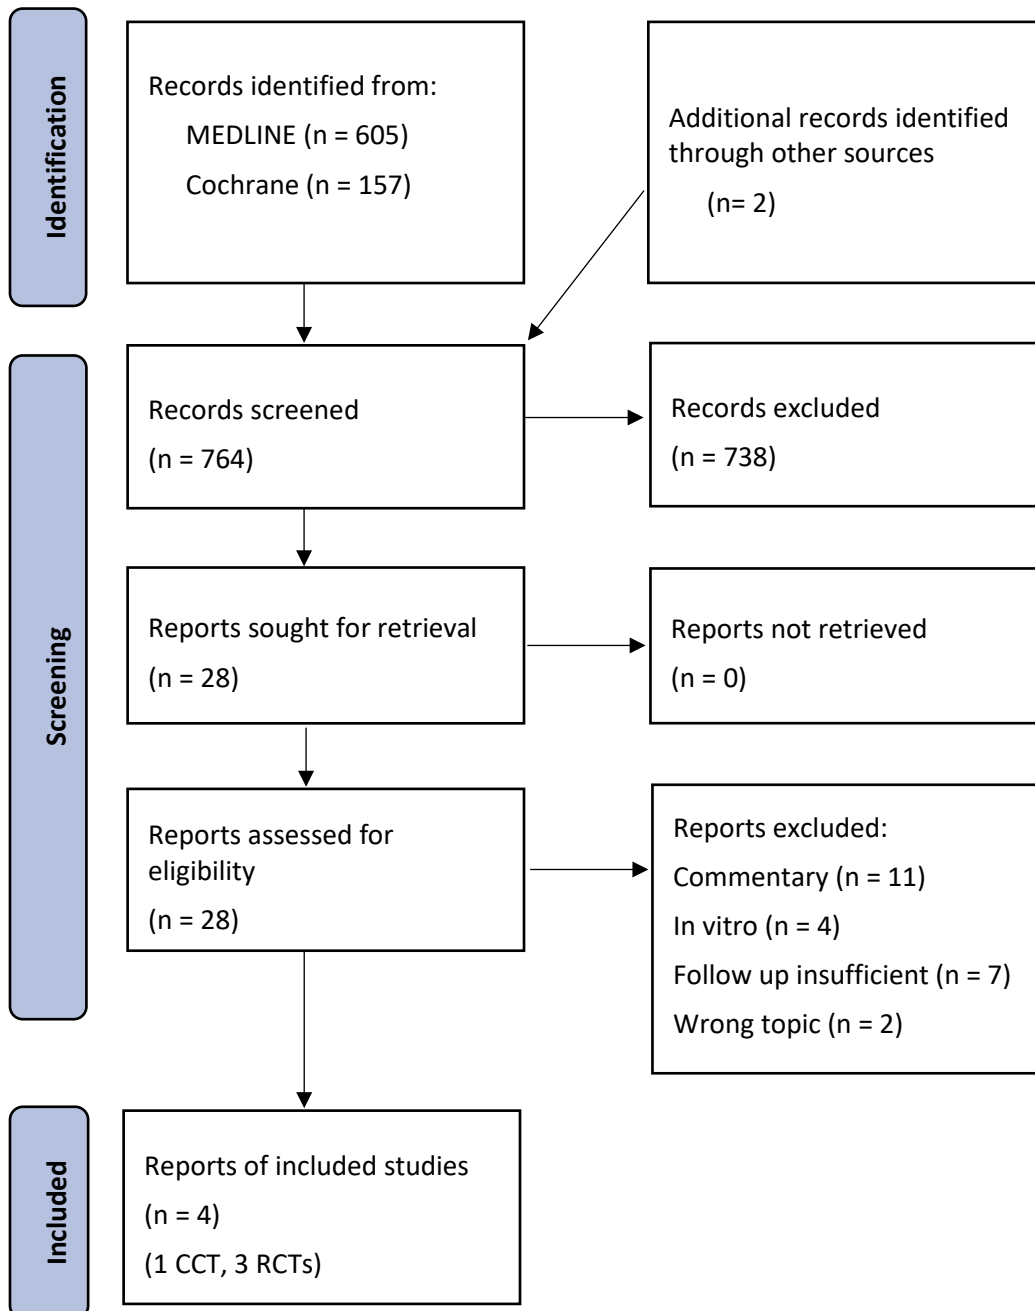 Identification
Records identified from:
MEDLINE (n = 605)
Cochrane (n = 157)
Additional records identified
through other sources
(n= 2)
Screening
Records screened
(n = 764)
Records excluded
(n = 738)
Reports sought for retrieval
(n = 28)
Reports not retrieved
(n = 0)
Reports assessed for
eligibility
(n = 28)
Reports excluded:
Commentary (n = 11)
In vitro (n = 4)
Follow up insufficient (n = 7)
Wrong topic (n = 2)
Included
Reports of included studies
(n = 4)
(1 CCT, 3 RCTs)